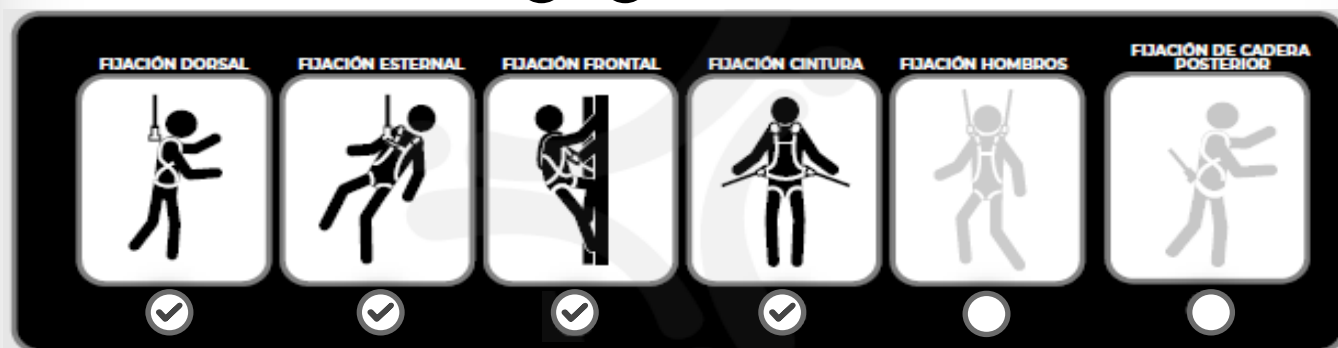 FIJACIÓN DORSAL
FIJACIÓN ESTERNAL
FIJACIÓN FRONTAL
FIJACIÓN CINTURA
FIJACIÓN HOMBROS
FIJACIÓN DE CADERA
POSTERIOR